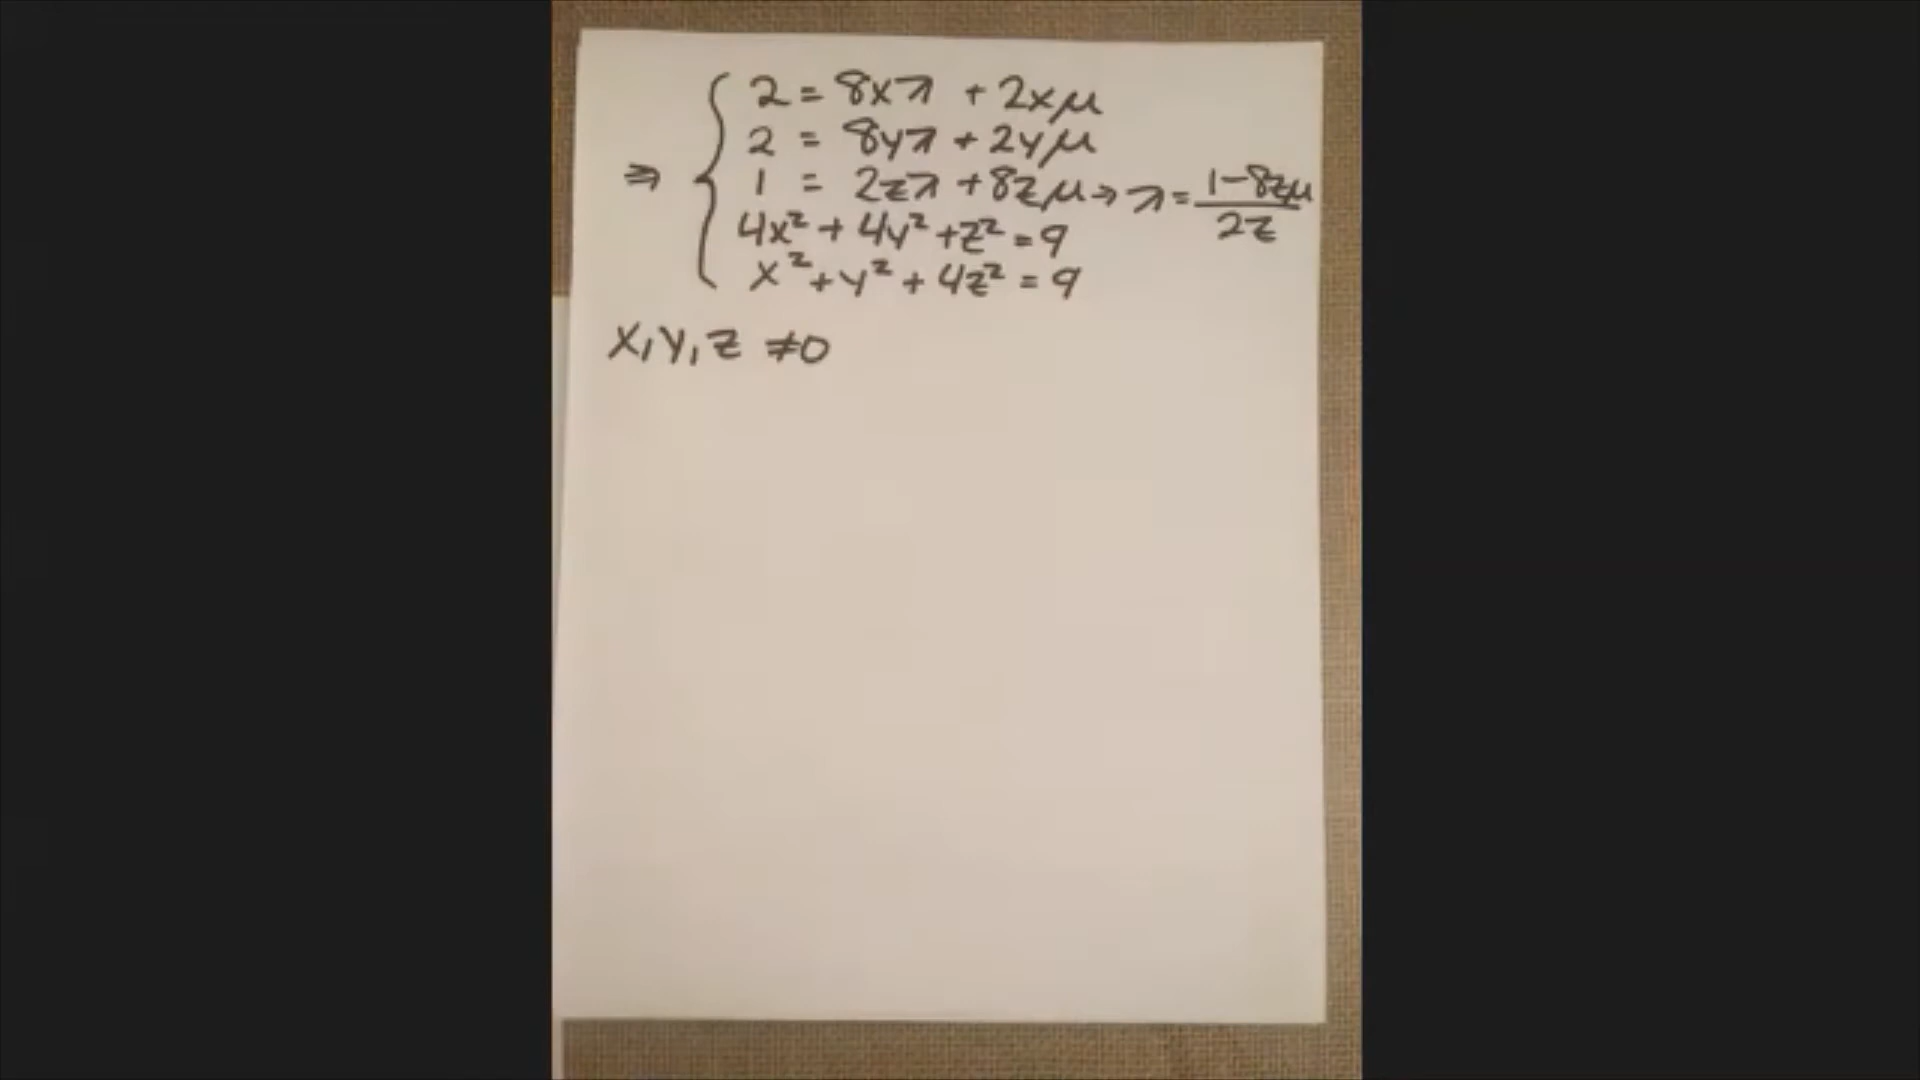 2 = 8xλ + 2xμ
2 = 8yλ + 2yμ
⇒ 1 = 2zλ + 8zμ → λ = (1-8zμ)/(2z)
4x² + 4y² + z² = 9
x² + y² + 4z² = 9
x, y, z ≠ 0